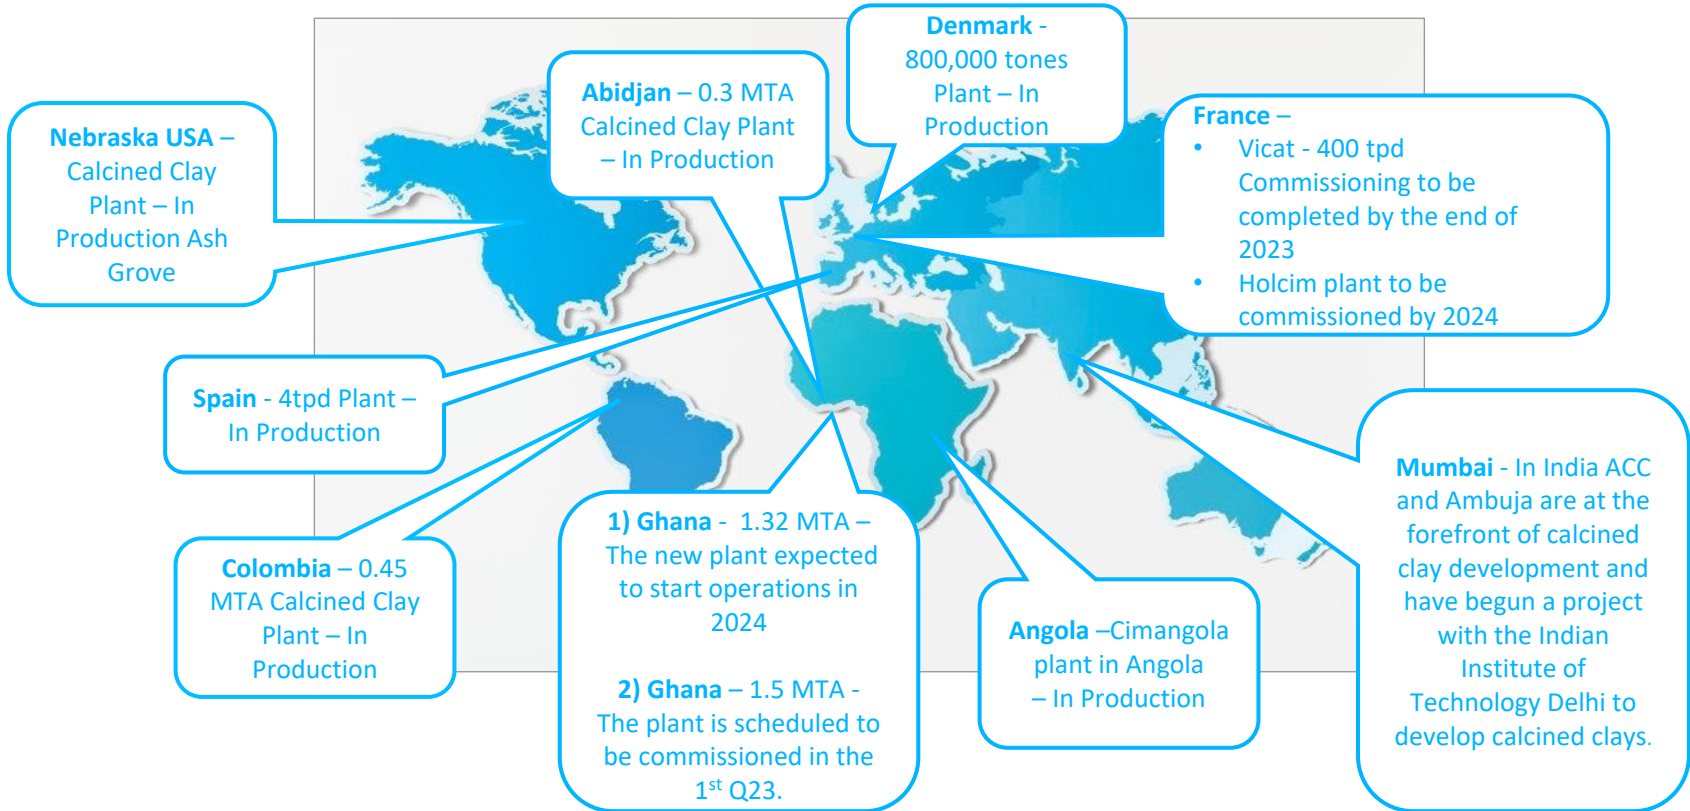 Denmark -
800,000 tones
Plant – In
Production
Abidjan – 0.3 MTA
Calcined Clay Plant
– In Production
Nebraska USA –
Calcined Clay
Plant – In
Production Ash
Grove
France –
• Vicat - 400 tpd
Commissioning to be
completed by the end of
2023
• Holcim plant to be
commissioned by 2024
Spain - 4tpd Plant –
In Production
Colombia – 0.45
MTA Calcined Clay
Plant – In
Production
1) Ghana - 1.32 MTA –
The new plant expected
to start operations in
2024
2) Ghana – 1.5 MTA -
The plant is scheduled to
be commissioned in the
1st Q23.
Angola –Cimangola
plant in Angola
– In Production
Mumbai - In India ACC
and Ambuja are at the
forefront of calcined
clay development and
have begun a project
with the Indian
Institute of
Technology Delhi to
develop calcined clays.